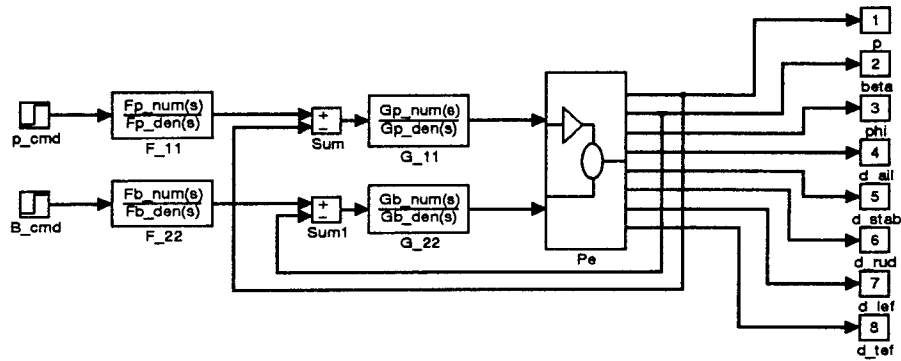 1
p
2
beta
3
phi
4
d_ail
5
d_stab
6
d_rud
7
d_lef
8
d_tef
p_cmd
Fp_num(s)
Fp_den(s)
F_11
+
−
Sum
Gp_num(s)
Gp_den(s)
G_11
B_cmd
Fb_num(s)
Fb_den(s)
F_22
+
−
Sum1
Gb_num(s)
Gb_den(s)
G_22
Pe